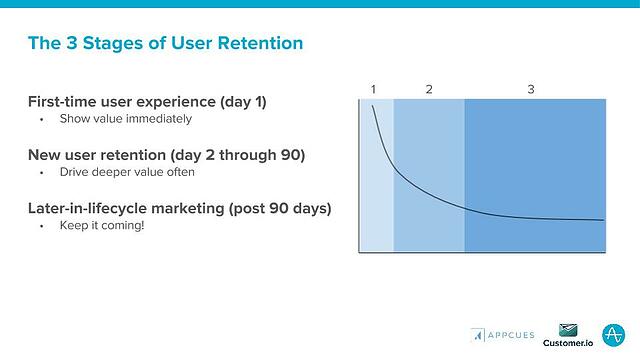 The 3 Stages of User Retention
First-time user experience (day 1)
• Show value immediately
New user retention (day 2 through 90)
• Drive deeper value often
Later-in-lifecycle marketing (post 90 days)
• Keep it coming!
1 2 3
APPCUES
Customer.io